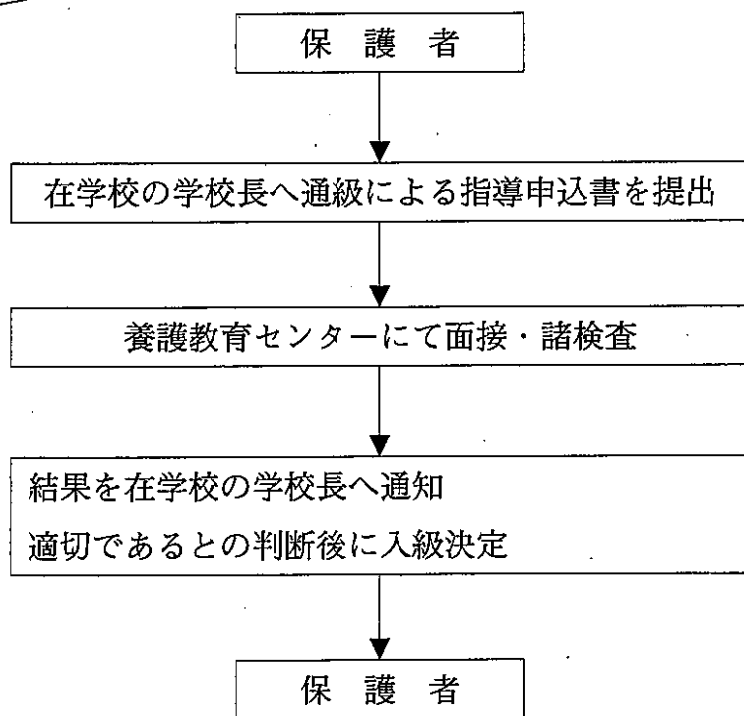 保 護 者
在学校の学校長へ通級による指導申込書を提出
養護教育センターにて面接・諸検査
結果を在学校の学校長へ通知
適切であるとの判断後に入級決定
保 護 者